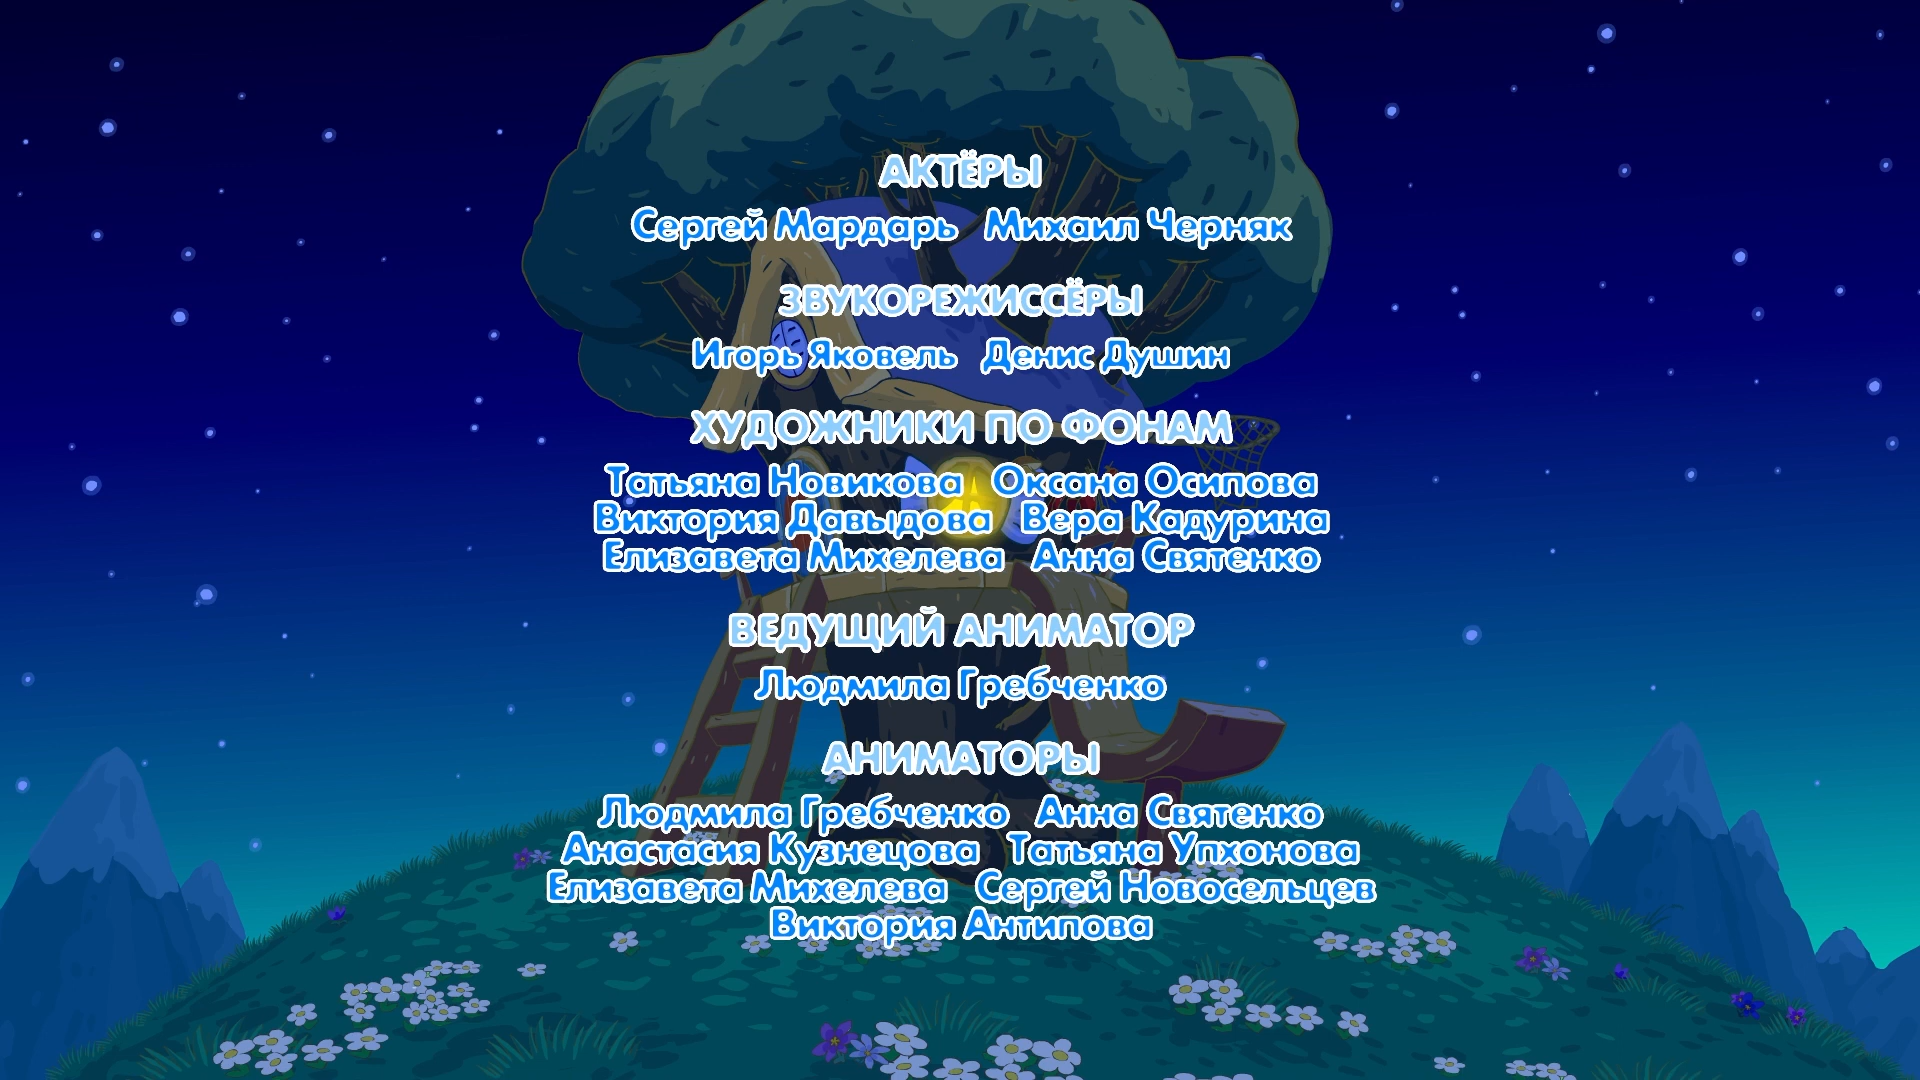 АКТЁРЫ
Сергей Мардарь Михаил Черняк
ЗВУКОРЕЖИССЁРЫ
Игорь Яковель Денис Душин
ХУДОЖНИКИ ПО ФОНАМ
Татьяна Новикова Оксана Осипова
Виктория Давыдова Вера Кадурина
Елизавета Михелева Анна Святенко
ВЕДУЩИЙ АНИМАТОР
Людмила Гребченко
АНИМАТОРЫ
Людмила Гребченко Анна Святенко
Анастасия Кузнецова Татьяна Упхонова
Елизавета Михелева Сергей Новосельцев
Виктория Антипова